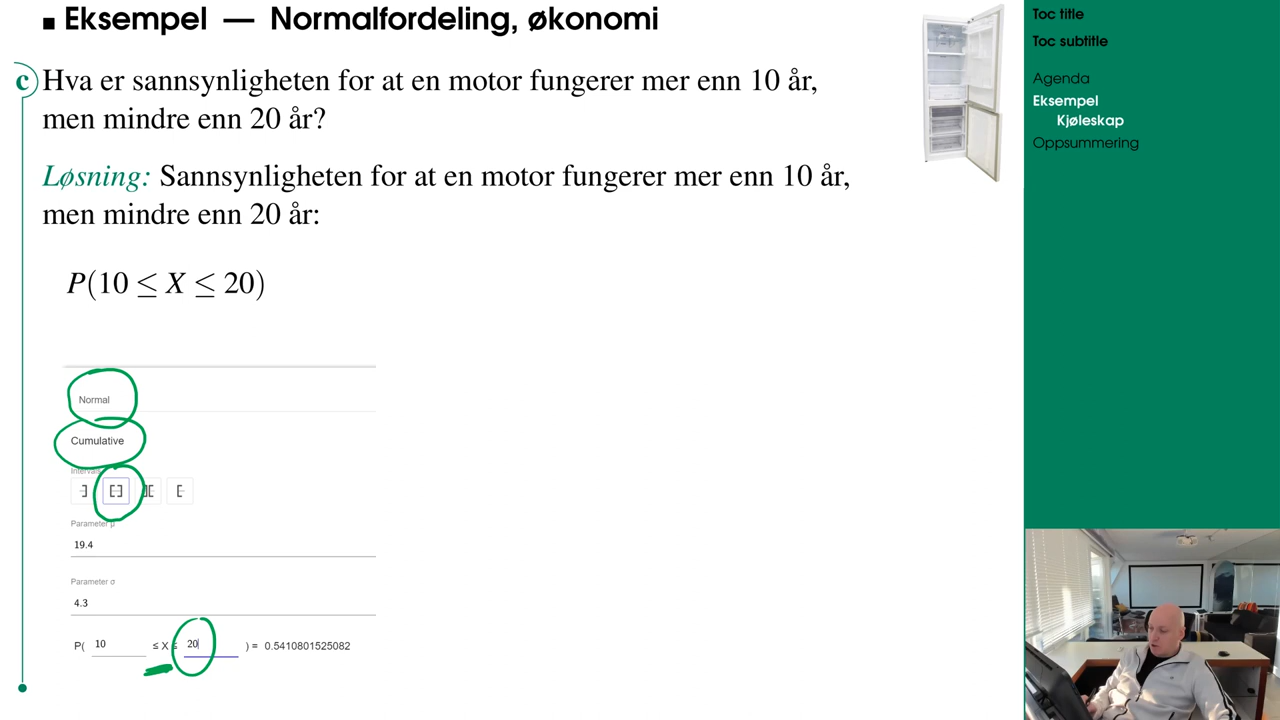 Eksempel — Normalfordeling, økonomi
c Hva er sannsynligheten for at en motor fungerer mer enn 10 år,
men mindre enn 20 år?
Løsning: Sannsynligheten for at en motor fungerer mer enn 10 år,
men mindre enn 20 år:
P(10 ≤ X ≤ 20)
Normal
Cumulative
Parameter μ
19.4
Parameter σ
4.3
P( 10 ≤ X ≤ 20 ) = 0.5410801525082
Toc title
Toc subtitle
Agenda
Eksempel
Kjøleskap
Oppsummering